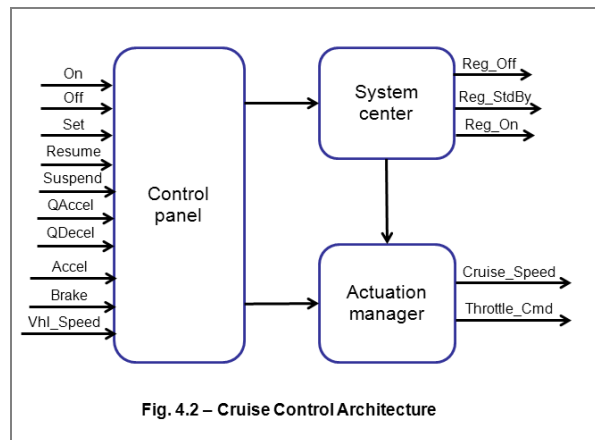 On
Off
Set
Resume
Suspend
QAccel
QDecel
Accel
Brake
Vhl_Speed
Control
panel
System
center
Reg_Off
Reg_StdBy
Reg_On
Actuation
manager
Cruise_Speed
Throttle_Cmd
Fig. 4.2 – Cruise Control Architecture